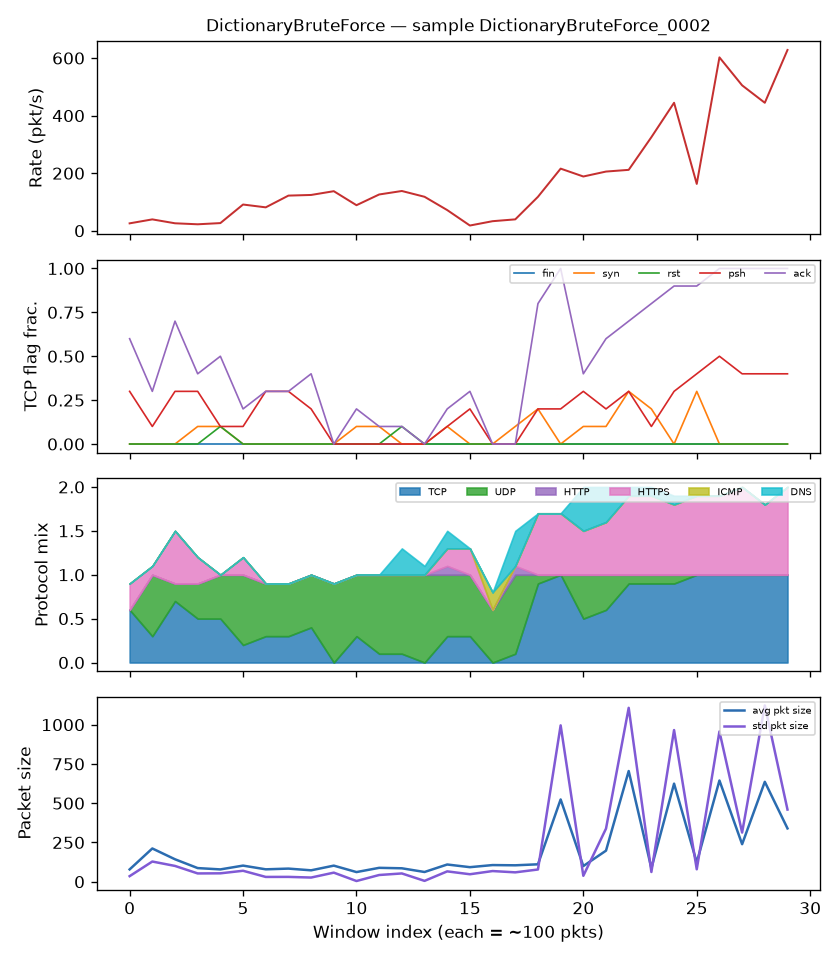 DictionaryBruteForce — sample DictionaryBruteForce_0002
Rate (pkt/s)
600
400
200
0
TCP flag frac.
1.00
0.75
0.50
0.25
0.00
fin syn rst psh ack
Protocol mix
2.0
1.5
1.0
0.5
0.0
TCP UDP HTTP HTTPS ICMP DNS
Packet size
1000
750
500
250
0
avg pkt size
std pkt size
0 5 10 15 20 25 30
Window index (each = ~100 pkts)